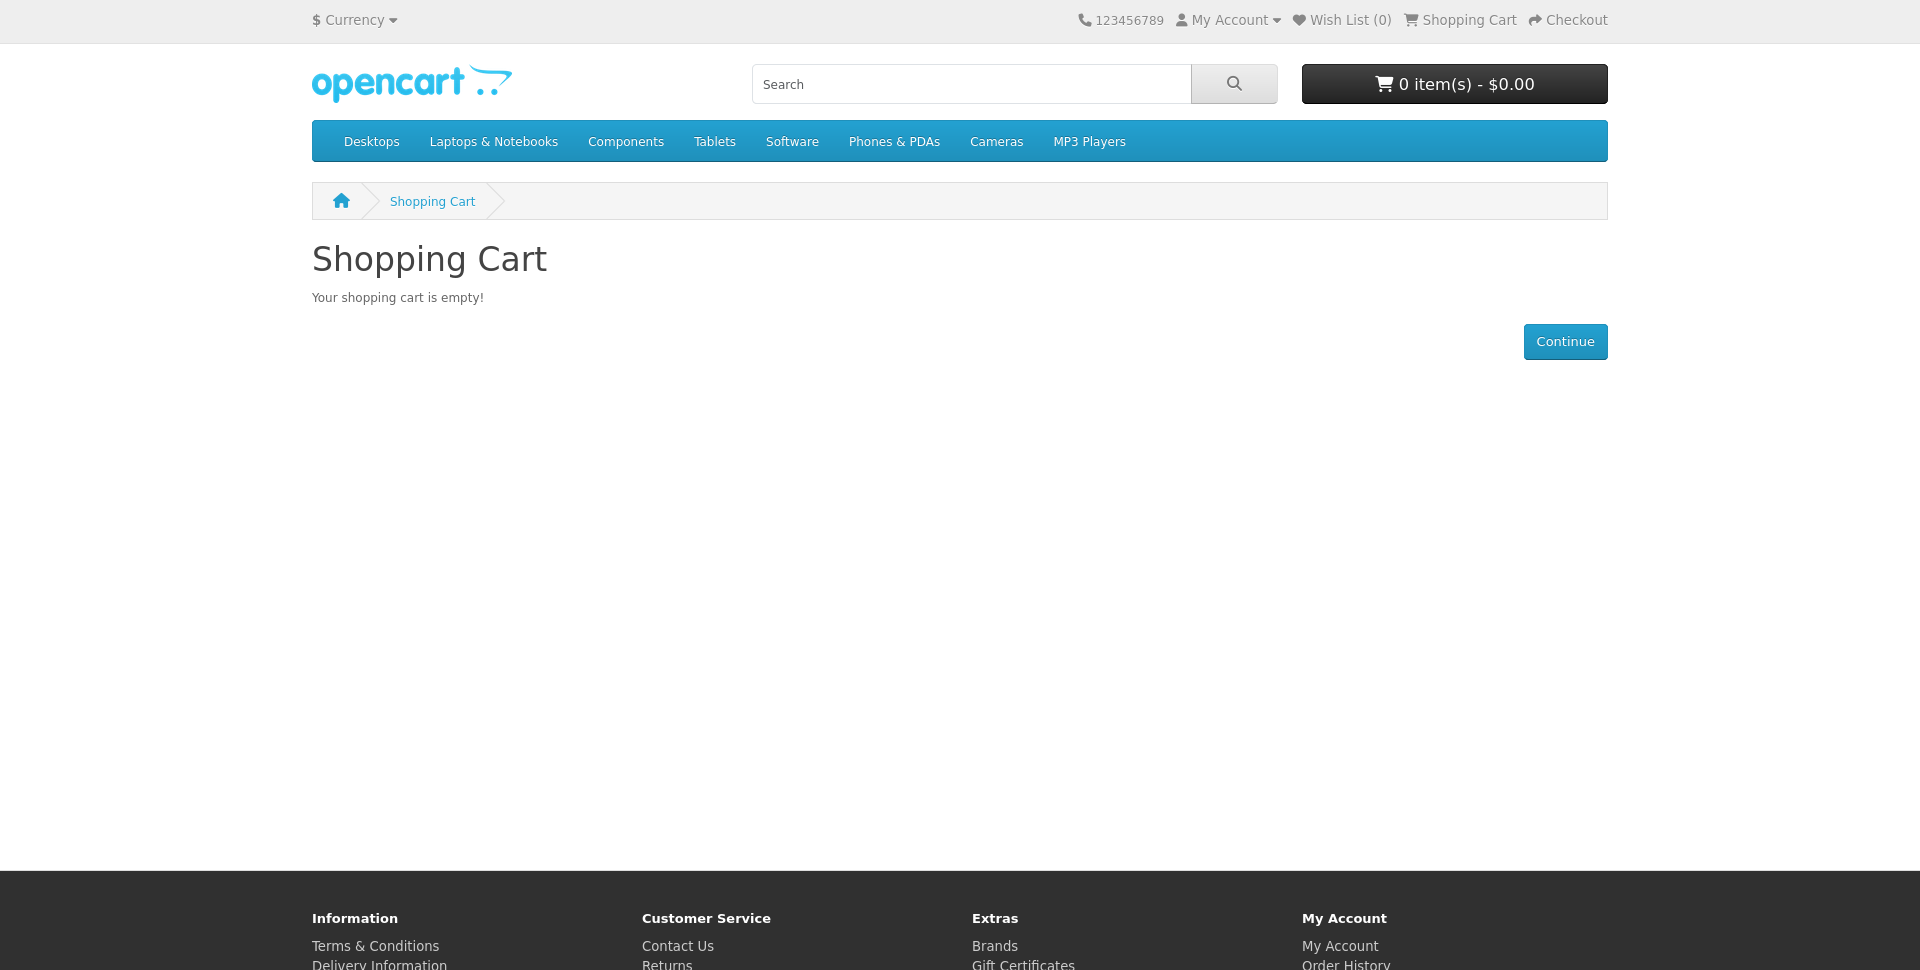 $ Currency
123456789 My Account Wish List (0) Shopping Cart Checkout
opencart
Search
0 item(s) - $0.00
Desktops Laptops & Notebooks Components Tablets Software Phones & PDAs Cameras MP3 Players
Shopping Cart
Shopping Cart
Your shopping cart is empty!
Continue
Information
Terms & Conditions
Delivery Information
Customer Service
Contact Us
Returns
Extras
Brands
Gift Certificates
My Account
My Account
Order History